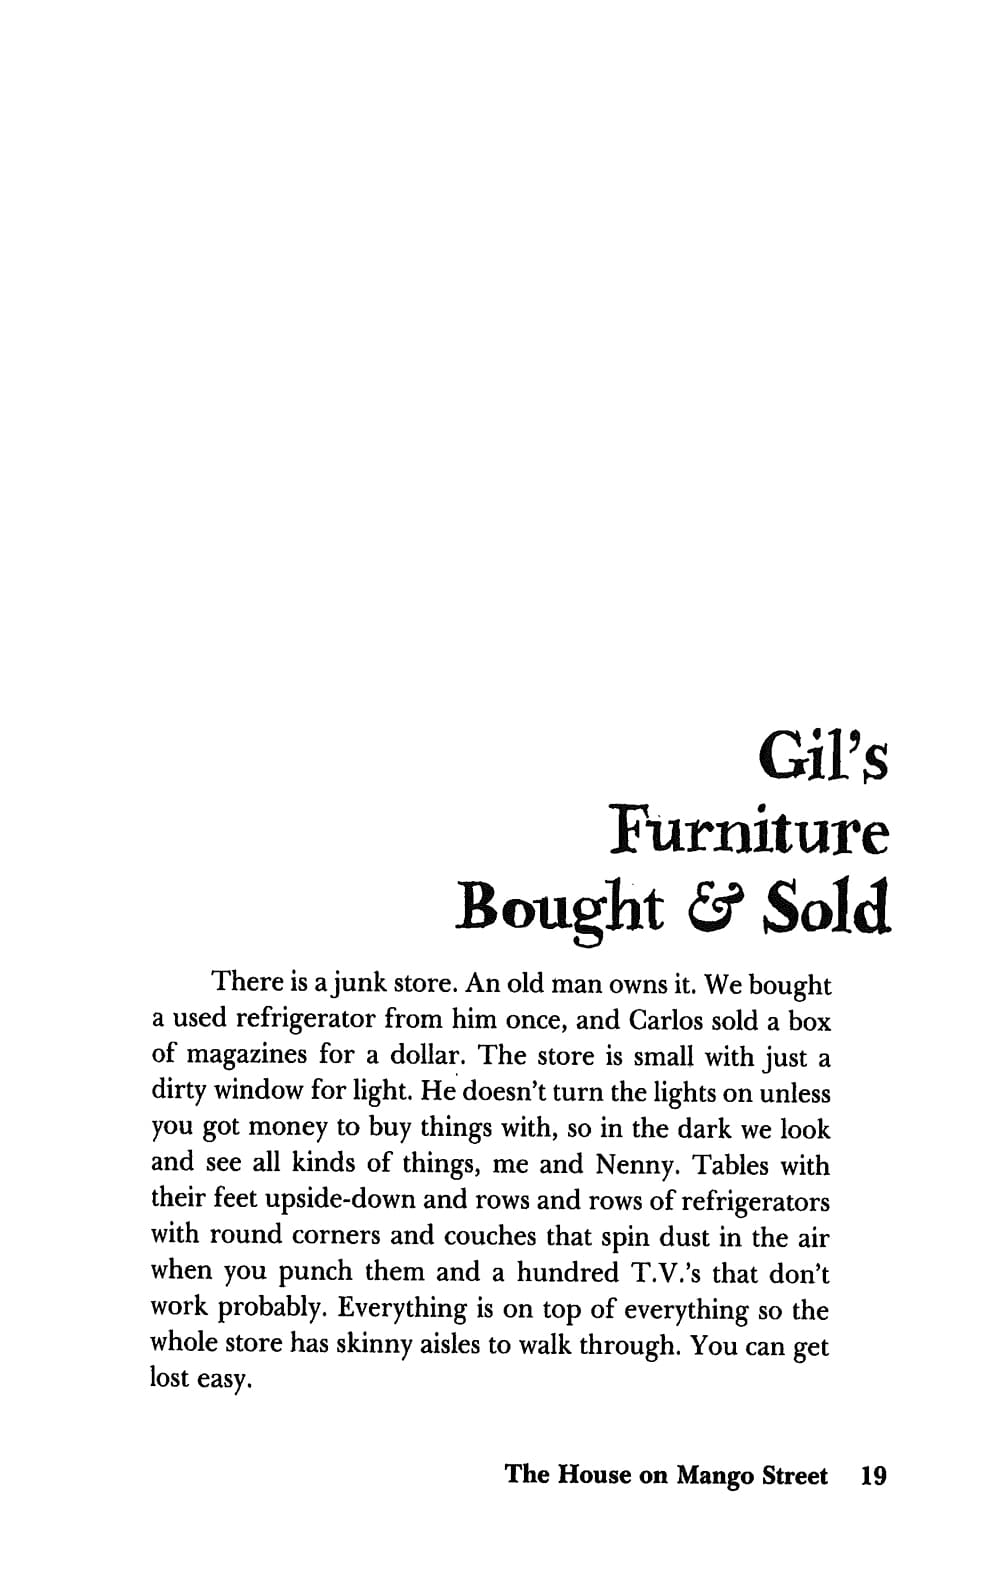 Gil's
Furniture
Bought & Sold
There is a junk store. An old man owns it. We bought
a used refrigerator from him once, and Carlos sold a box
of magazines for a dollar. The store is small with just a
dirty window for light. He doesn't turn the lights on unless
you got money to buy things with, so in the dark we look
and see all kinds of things, me and Nenny. Tables with
their feet upside-down and rows and rows of refrigerators
with round corners and couches that spin dust in the air
when you punch them and a hundred T.V.'s that don't
work probably. Everything is on top of everything so the
whole store has skinny aisles to walk through. You can get
lost easy.
The House on Mango Street 19